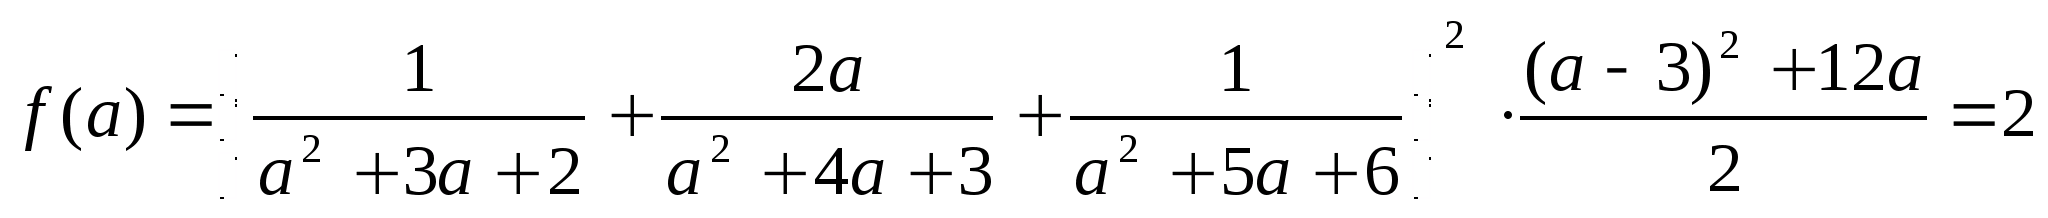 f(a) = ( 1/(a² + 3a + 2) + 2a/(a² + 4a + 3) + 1/(a² + 5a + 6) )² · ((a - 3)² + 12a)/2 = 2